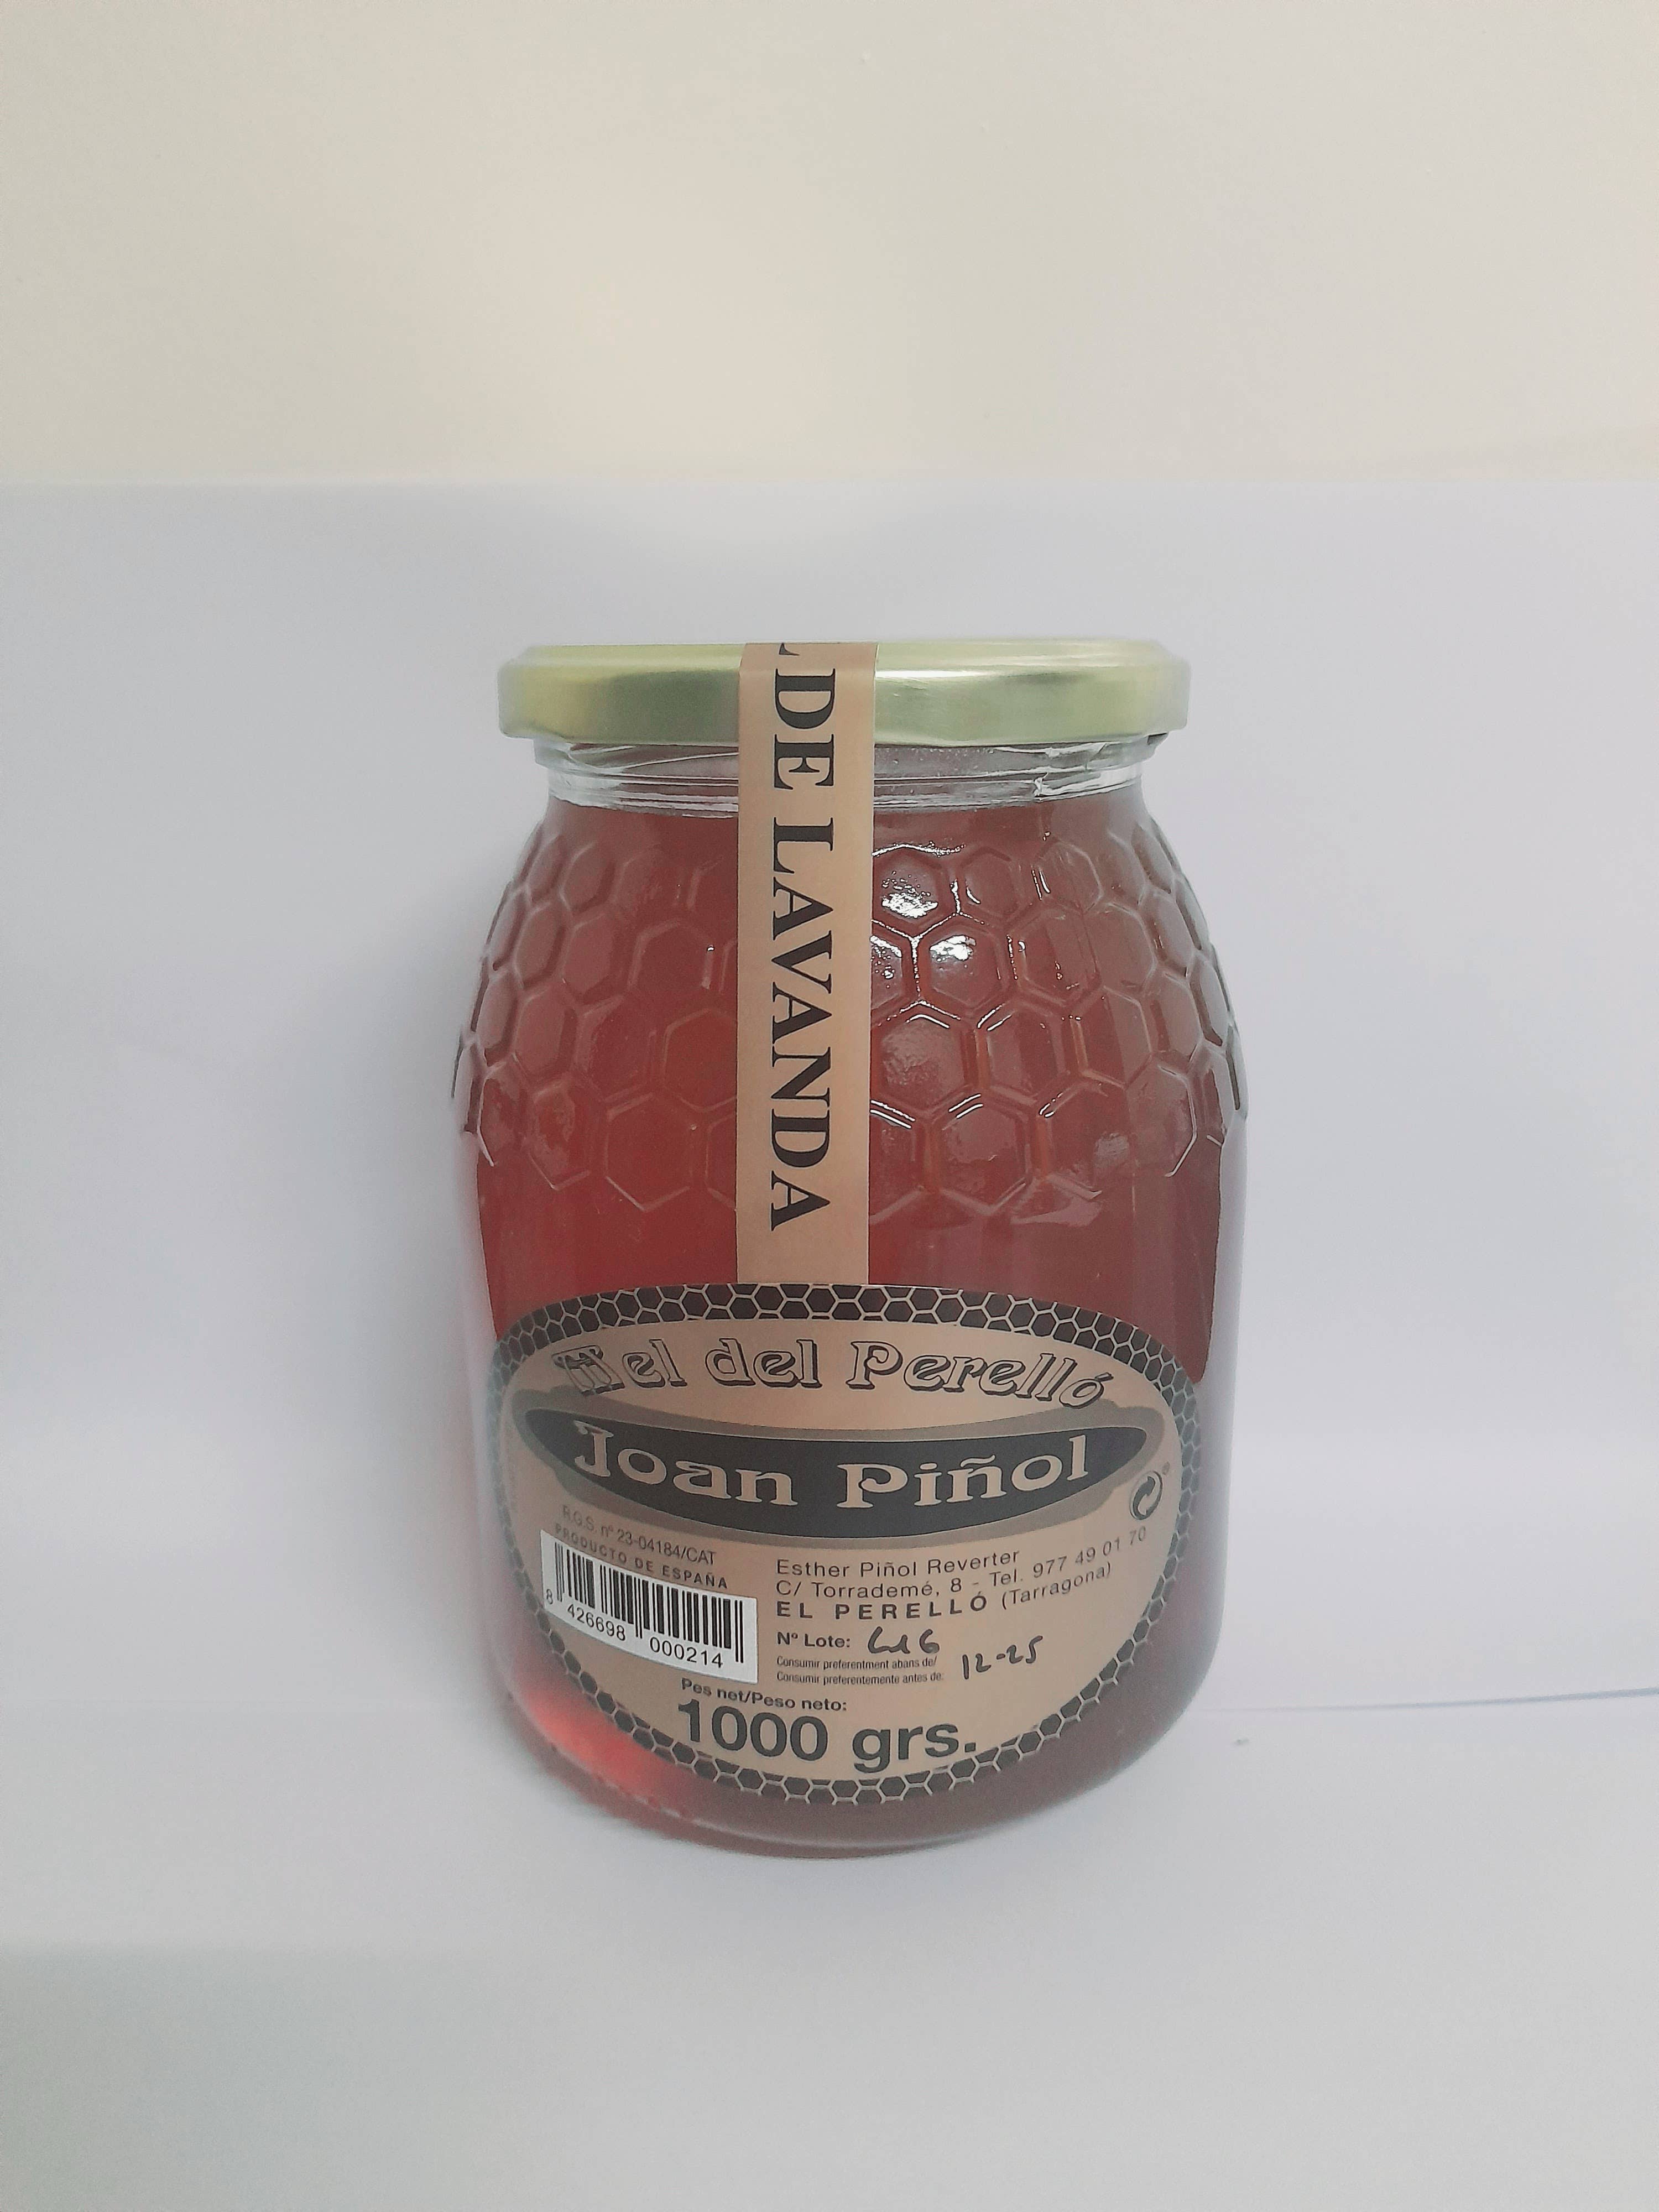 L DE LAVANDA
Mel del Perelló
Joan Piñol
R.G.S. nº 23-04184/CAT
PRODUCTO DE ESPAÑA
8 426698 000214
Esther Piñol Reverter
C/ Torrademé, 8 - Tel. 977 49 01 70
EL PERELLÓ (Tarragona)
Nº Lote:
Consumir preferentment abans de/
Consumir preferentemente antes de: 12-25
Pes net/Peso neto:
1000 grs.